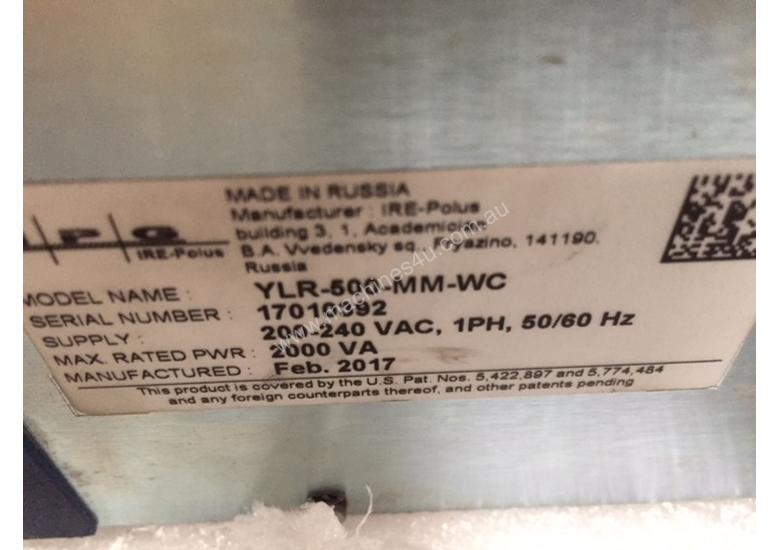 IPG
IRE-Polus
MADE IN RUSSIA
Manufacturer : IRE-Polus
building 3, 1, Academician
B.A. Vvedensky sq., Fryazino, 141190,
Russia
MODEL NAME : YLR-500-MM-WC
SERIAL NUMBER : 17010392
SUPPLY : 200-240 VAC, 1PH, 50/60 Hz
MAX. RATED PWR : 2000 VA
MANUFACTURED : Feb. 2017
This product is covered by the U.S. Pat. Nos. 5,422,897 and 5,774,484
and any foreign counterparts thereof, and other patents pending
www.machines4u.com.au